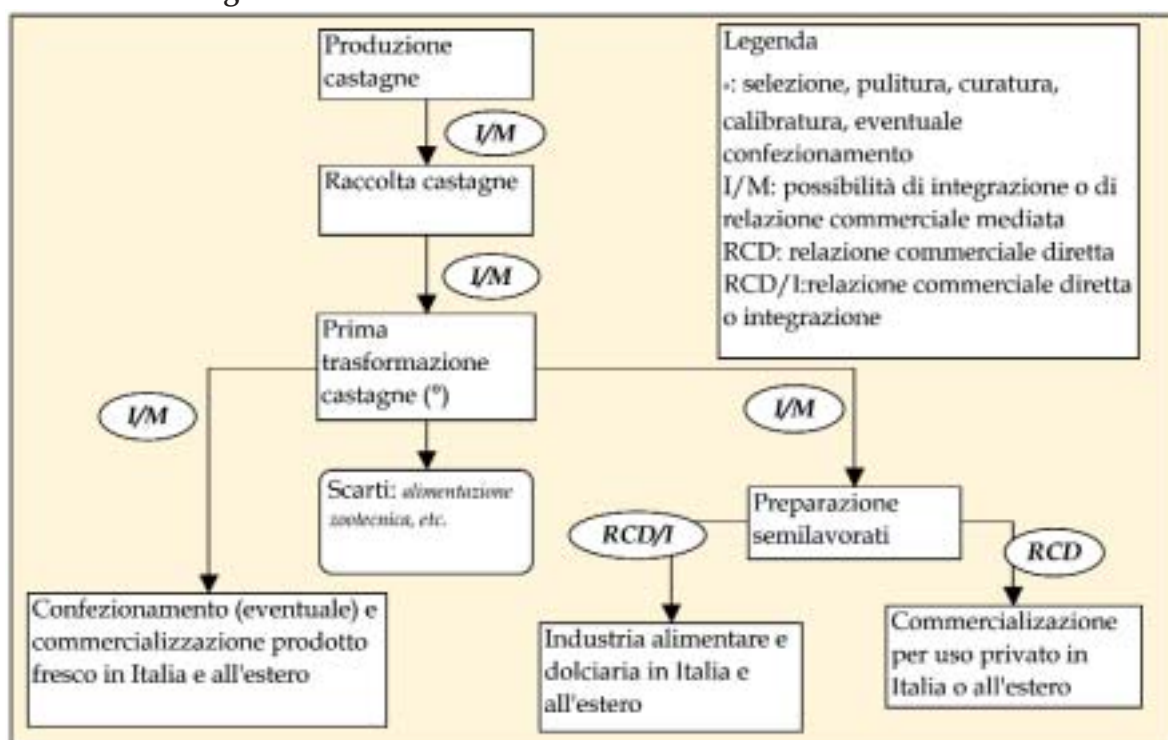 Produzione
castagne
I/M
Raccolta castagne
I/M
Prima
trasformazione
castagne (°)
I/M
I/M
Scarti: alimentazione
zootecnica, etc.
Preparazione
semilavorati
RCD/I
RCD
Confezionamento (eventuale) e
commercializzazione prodotto
fresco in Italia e all'estero
Industria alimentare e
dolciaria in Italia e
all'estero
Commercializazione
per uso privato in
Italia o all'estero
Legenda
°: selezione, pulitura, curatura,
calibratura, eventuale
confezionamento
I/M: possibilità di integrazione o di
relazione commerciale mediata
RCD: relazione commerciale diretta
RCD/I:relazione commerciale diretta
o integrazione